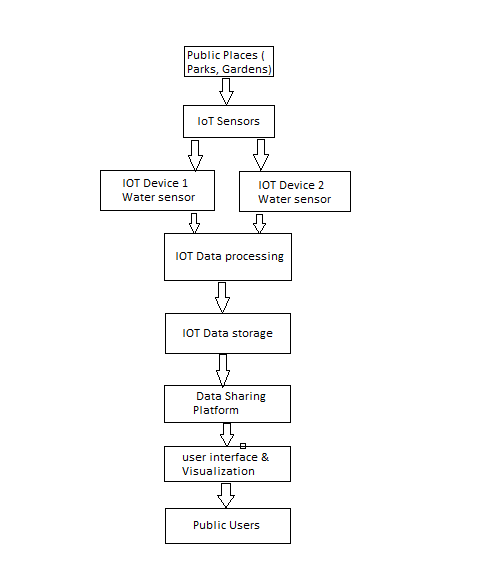 Public Places (
Parks, Gardens)
IoT Sensors
IOT Device 1
Water sensor
IOT Device 2
Water sensor
IOT Data processing
IOT Data storage
Data Sharing
Platform
user interface &
Visualization
Public Users